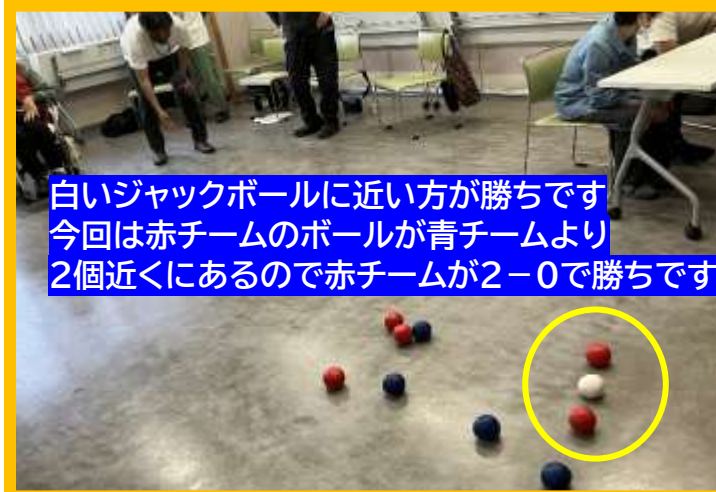 白いジャックボールに近い方が勝ちです
今回は赤チームのボールが青チームより
2個近くにあるので赤チームが2－0で勝ちです